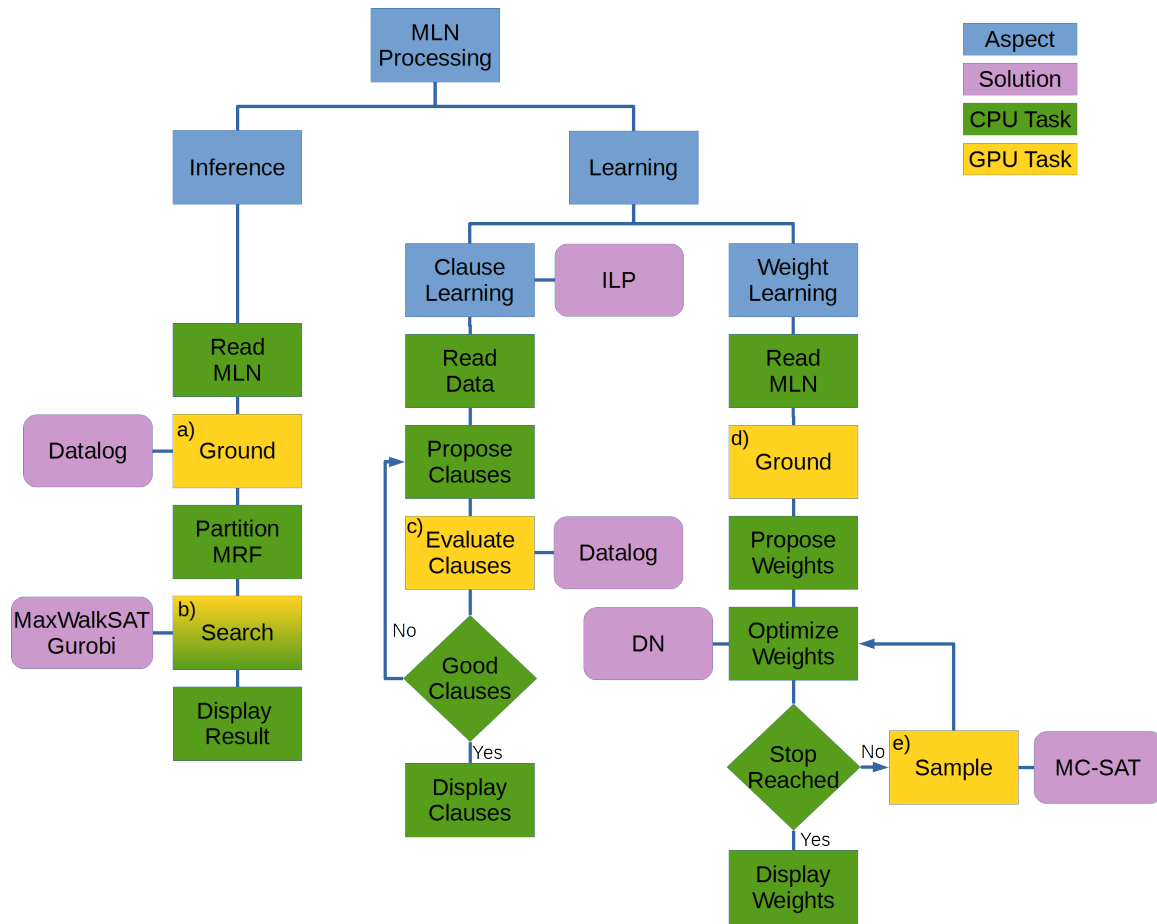 MLN
Processing
Aspect
Solution
CPU Task
GPU Task
Inference
Learning
Clause
Learning
ILP
Weight
Learning
Read
MLN
Read
Data
Read
MLN
Datalog
a)
Ground
Propose
Clauses
d)
Ground
Partition
MRF
c)
Evaluate
Clauses
Datalog
Propose
Weights
MaxWalkSAT
Gurobi
b)
Search
No
Good
Clauses
DN
Optimize
Weights
Display
Result
Yes
Display
Clauses
Stop
Reached
No
e)
Sample
MC-SAT
Yes
Display
Weights